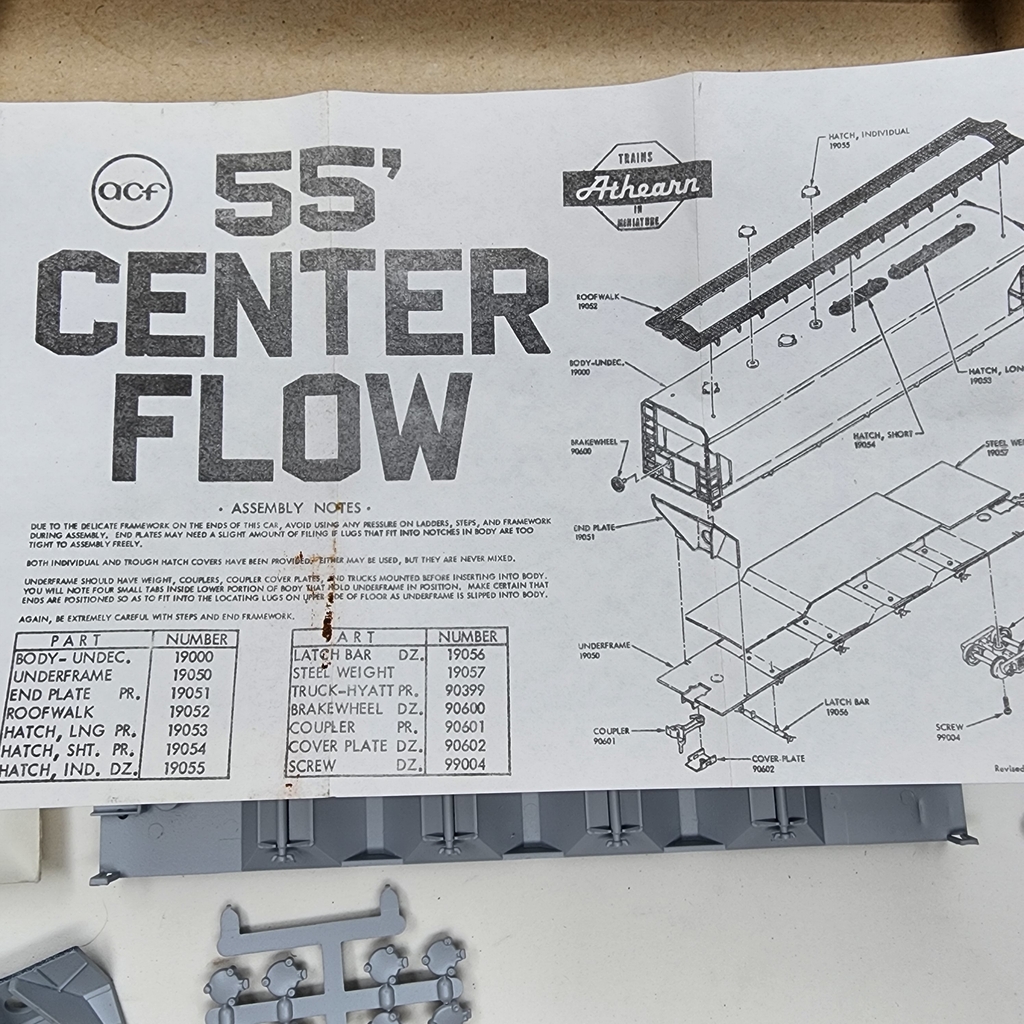 acf
55'
CENTER
FLOW
• ASSEMBLY NOTES •
DUE TO THE DELICATE FRAMEWORK ON THE ENDS OF THIS CAR, AVOID USING ANY PRESSURE ON LADDERS, STEPS, AND FRAMEWORK
DURING ASSEMBLY. END PLATES MAY NEED A SLIGHT AMOUNT OF FILING IF LUGS THAT FIT INTO NOTCHES IN BODY ARE TOO
TIGHT TO ASSEMBLY FREELY.
BOTH INDIVIDUAL AND TROUGH HATCH COVERS HAVE BEEN PROVIDED. EITHER MAY BE USED, BUT THEY ARE NEVER MIXED.
UNDERFRAME SHOULD HAVE WEIGHT, COUPLERS, COUPLER COVER PLATES, AND TRUCKS MOUNTED BEFORE INSERTING INTO BODY.
YOU WILL NOTE FOUR SMALL TABS INSIDE LOWER PORTION OF BODY THAT HOLD UNDERFRAME IN POSITION. MAKE CERTAIN THAT
ENDS ARE POSITIONED SO AS TO FIT INTO THE LOCATING LUGS ON UPPER SIDE OF FLOOR AS UNDERFRAME IS SLIPPED INTO BODY.
AGAIN, BE EXTREMELY CAREFUL WITH STEPS AND END FRAMEWORK.
PART NUMBER
BODY-UNDEC. 19000
UNDERFRAME 19050
END PLATE PR. 19051
ROOFWALK 19052
HATCH, LNG PR. 19053
HATCH, SHT. PR. 19054
HATCH, IND. DZ. 19055
PART NUMBER
LATCH BAR DZ. 19056
STEEL WEIGHT 19057
TRUCK-HYATT PR. 90399
BRAKEWHEEL DZ. 90600
COUPLER PR. 90601
COVER PLATE DZ. 90602
SCREW DZ. 99004
TRAINS
Athearn
IN
MINIATURE
HATCH, INDIVIDUAL
19055
ROOFWALK
19052
BODY-UNDEC.
19000
HATCH, LON
19053
HATCH, SHORT
19054
BRAKEWHEEL
90600
STEEL WEI
19057
END PLATE
19051
UNDERFRAME
19050
LATCH BAR
19056
COUPLER
90601
SCREW
99004
COVER PLATE
90602
Revised